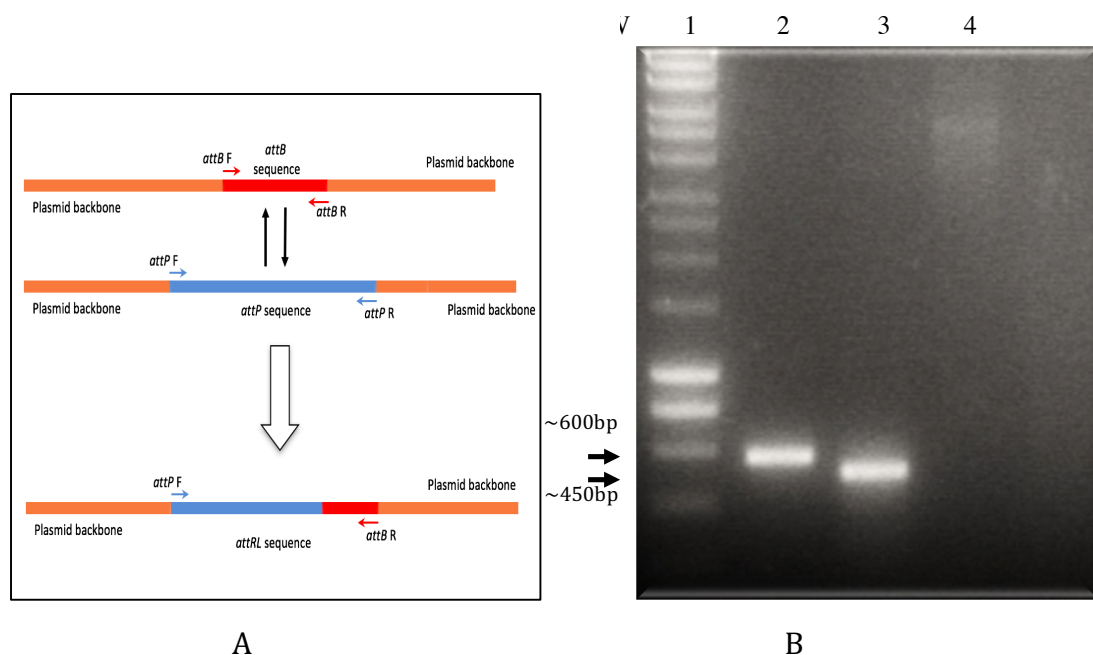 attB
sequence
attB F
Plasmid backbone
Plasmid backbone
attB R
attP F
Plasmid backbone
attP sequence
attP R
Plasmid backbone
attP F
Plasmid backbone
Plasmid backbone
attRL sequence
attB R
A
1 2 3 4
~600bp
~450bp
B